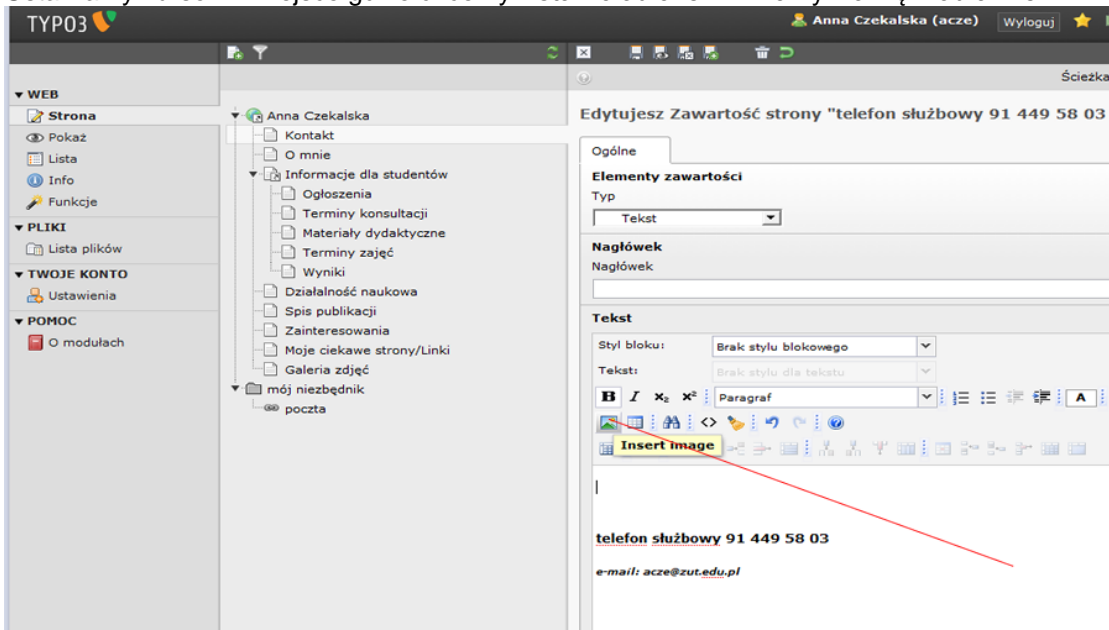 TYPO3
Anna Czekalska (acze)
Wyloguj
Ścieżka
WEB
Strona
Pokaż
Lista
Info
Funkcje
PLIKI
Lista plików
TWOJE KONTO
Ustawienia
POMOC
O modułach
Anna Czekalska
Kontakt
O mnie
Informacje dla studentów
Ogłoszenia
Terminy konsultacji
Materiały dydaktyczne
Terminy zajęć
Wyniki
Działalność naukowa
Spis publikacji
Zainteresowania
Moje ciekawe strony/Linki
Galeria zdjęć
mój niezbędnik
poczta
Edytujesz Zawartość strony "telefon służbowy 91 449 58 03
Ogólne
Elementy zawartości
Typ
Tekst
Nagłówek
Nagłówek
Tekst
Styl bloku: Brak stylu blokowego
Tekst: Brak stylu dla tekstu
B I x₂ x² Paragraf A
Insert image
telefon służbowy 91 449 58 03
e-mail: acze@zut.edu.pl